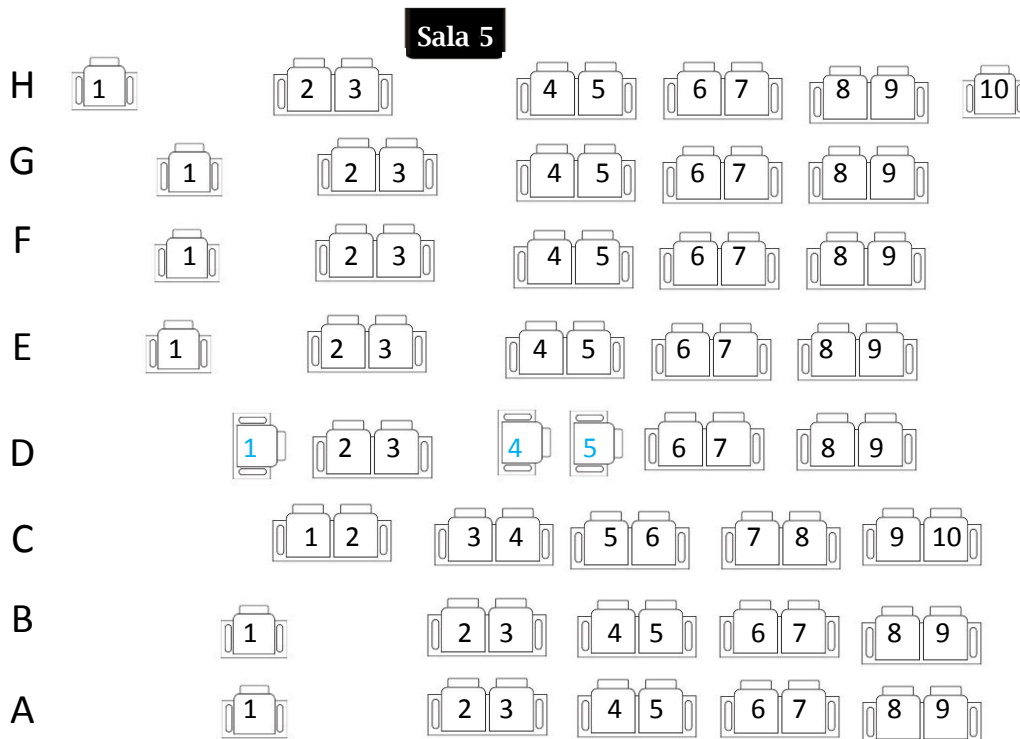 Sala 5
H 1 2 3 4 5 6 7 8 9 10
G 1 2 3 4 5 6 7 8 9
F 1 2 3 4 5 6 7 8 9
E 1 2 3 4 5 6 7 8 9
D 1 2 3 4 5 6 7 8 9
C 1 2 3 4 5 6 7 8 9 10
B 1 2 3 4 5 6 7 8 9
A 1 2 3 4 5 6 7 8 9